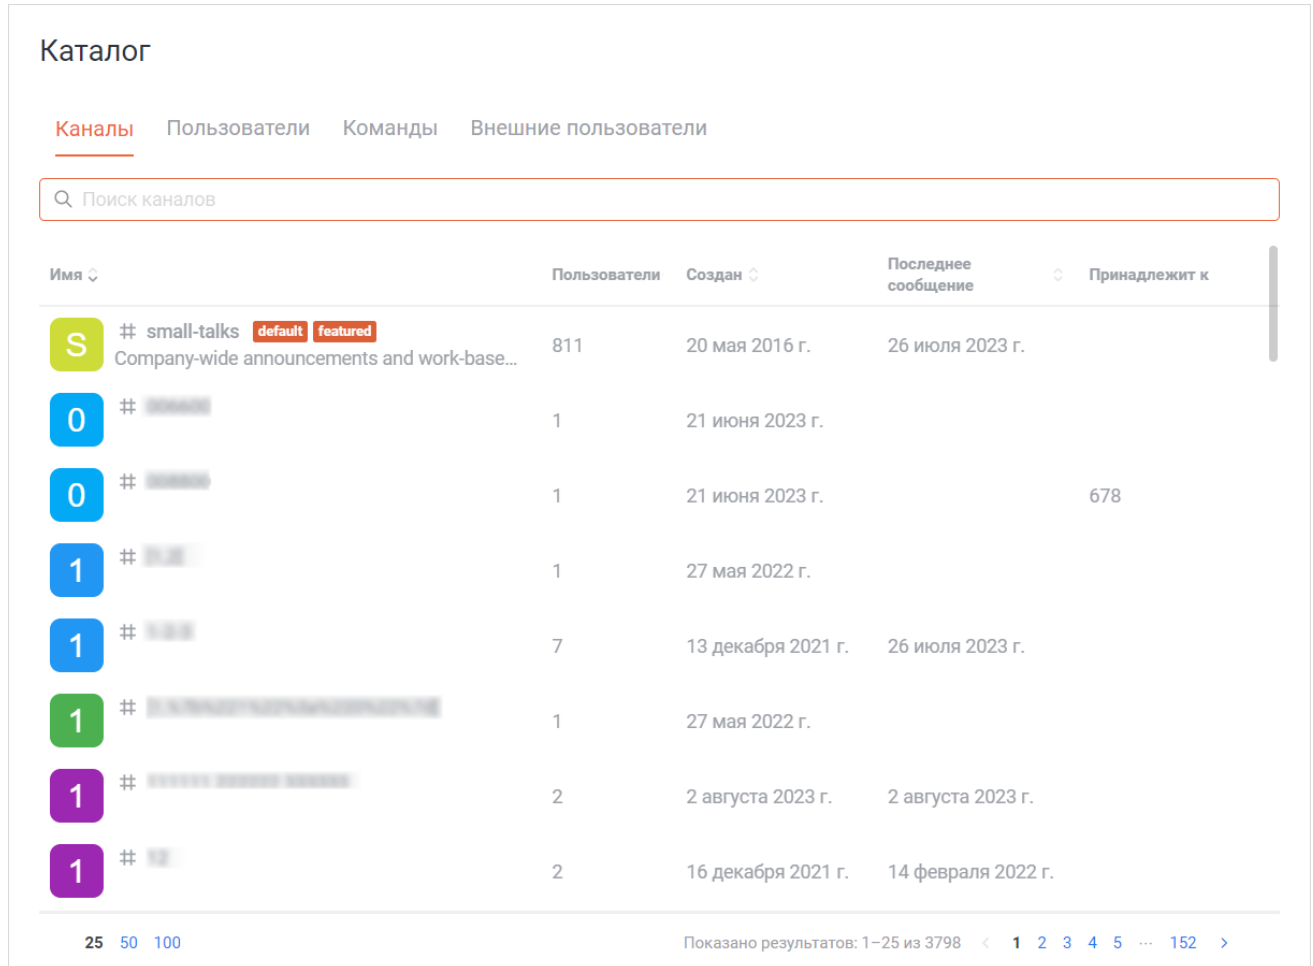 Каталог
Каналы Пользователи Команды Внешние пользователи
Поиск каналов
Имя Пользователи Создан Последнее сообщение Принадлежит к
S # small-talks default featured
Company-wide announcements and work-base... 811 20 мая 2016 г. 26 июля 2023 г.
0 # 1 21 июня 2023 г.
0 # 1 21 июня 2023 г. 678
1 # 1 27 мая 2022 г.
1 # 7 13 декабря 2021 г. 26 июля 2023 г.
1 # 1 27 мая 2022 г.
1 # 2 2 августа 2023 г. 2 августа 2023 г.
1 # 2 16 декабря 2021 г. 14 февраля 2022 г.
25 50 100 Показано результатов: 1–25 из 3798 < 1 2 3 4 5 ... 152 >